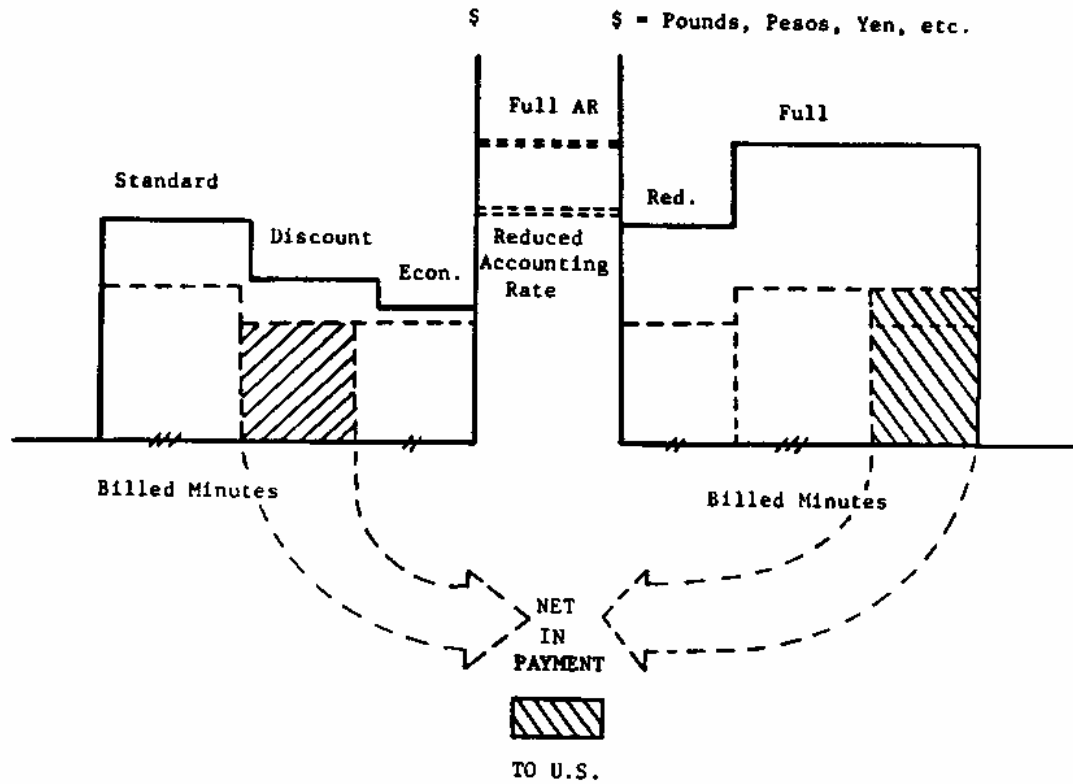 $
$ = Pounds, Pesos, Yen, etc.
Full AR
Full
Standard
Red.
Discount
Reduced
Accounting
Rate
Econ.
Billed Minutes
Billed Minutes
NET
IN
PAYMENT
TO U.S.